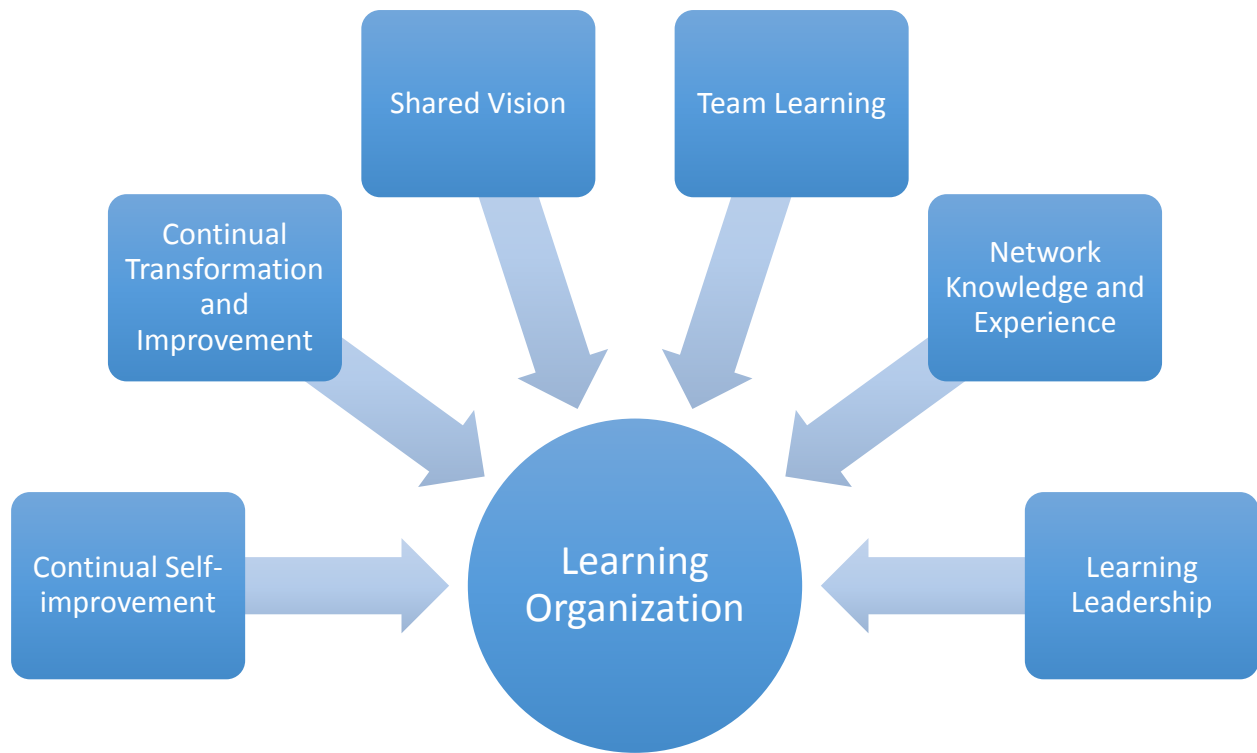 Shared Vision
Team Learning
Continual
Transformation
and
Improvement
Network
Knowledge and
Experience
Continual Self-
improvement
Learning
Organization
Learning
Leadership